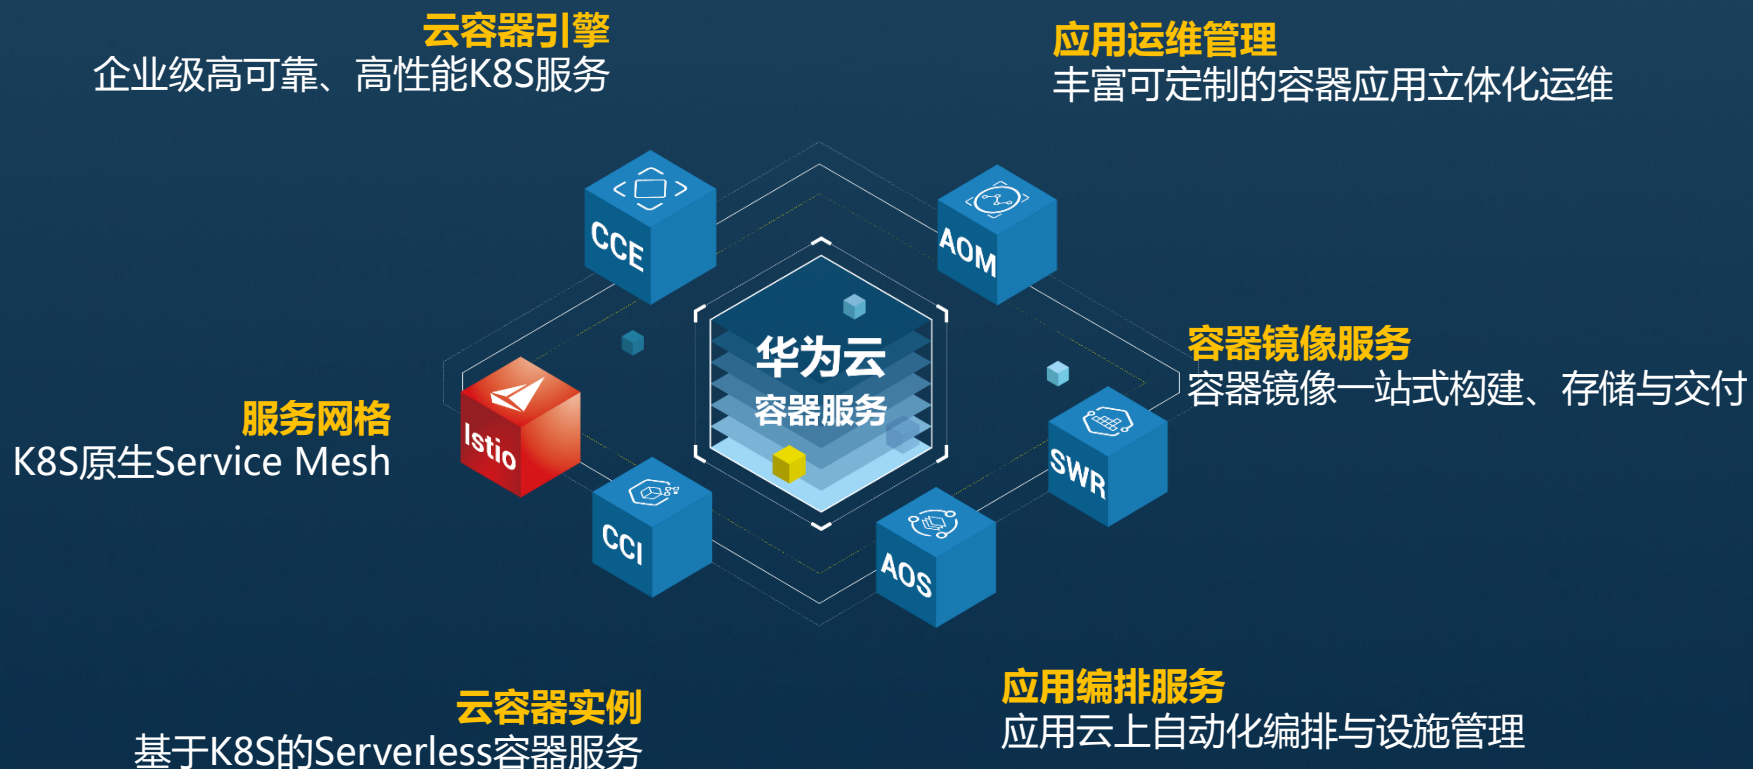 云容器引擎
企业级高可靠、高性能K8S服务
应用运维管理
丰富可定制的容器应用立体化运维
CCE
AOM
华为云
容器服务
容器镜像服务
容器镜像一站式构建、存储与交付
服务网格
K8S原生Service Mesh
Istio
SWR
CCI
AOS
云容器实例
基于K8S的Serverless容器服务
应用编排服务
应用云上自动化编排与设施管理